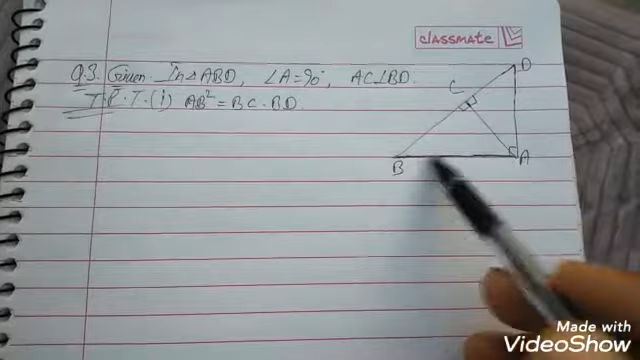 classmate
Q3. Given. In △ABD, ∠A=90°, AC⊥BD.
T.P.T. (i) AB² = BC.BD
D
C
B
A
Made with
VideoShow